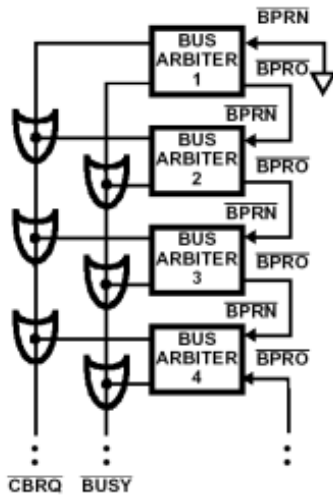 BPRN
BUS ARBITER 1
BPRO
BPRN
BUS ARBITER 2
BPRO
BPRN
BUS ARBITER 3
BPRO
BPRN
BUS ARBITER 4
BPRO
CBRQ
BUSY